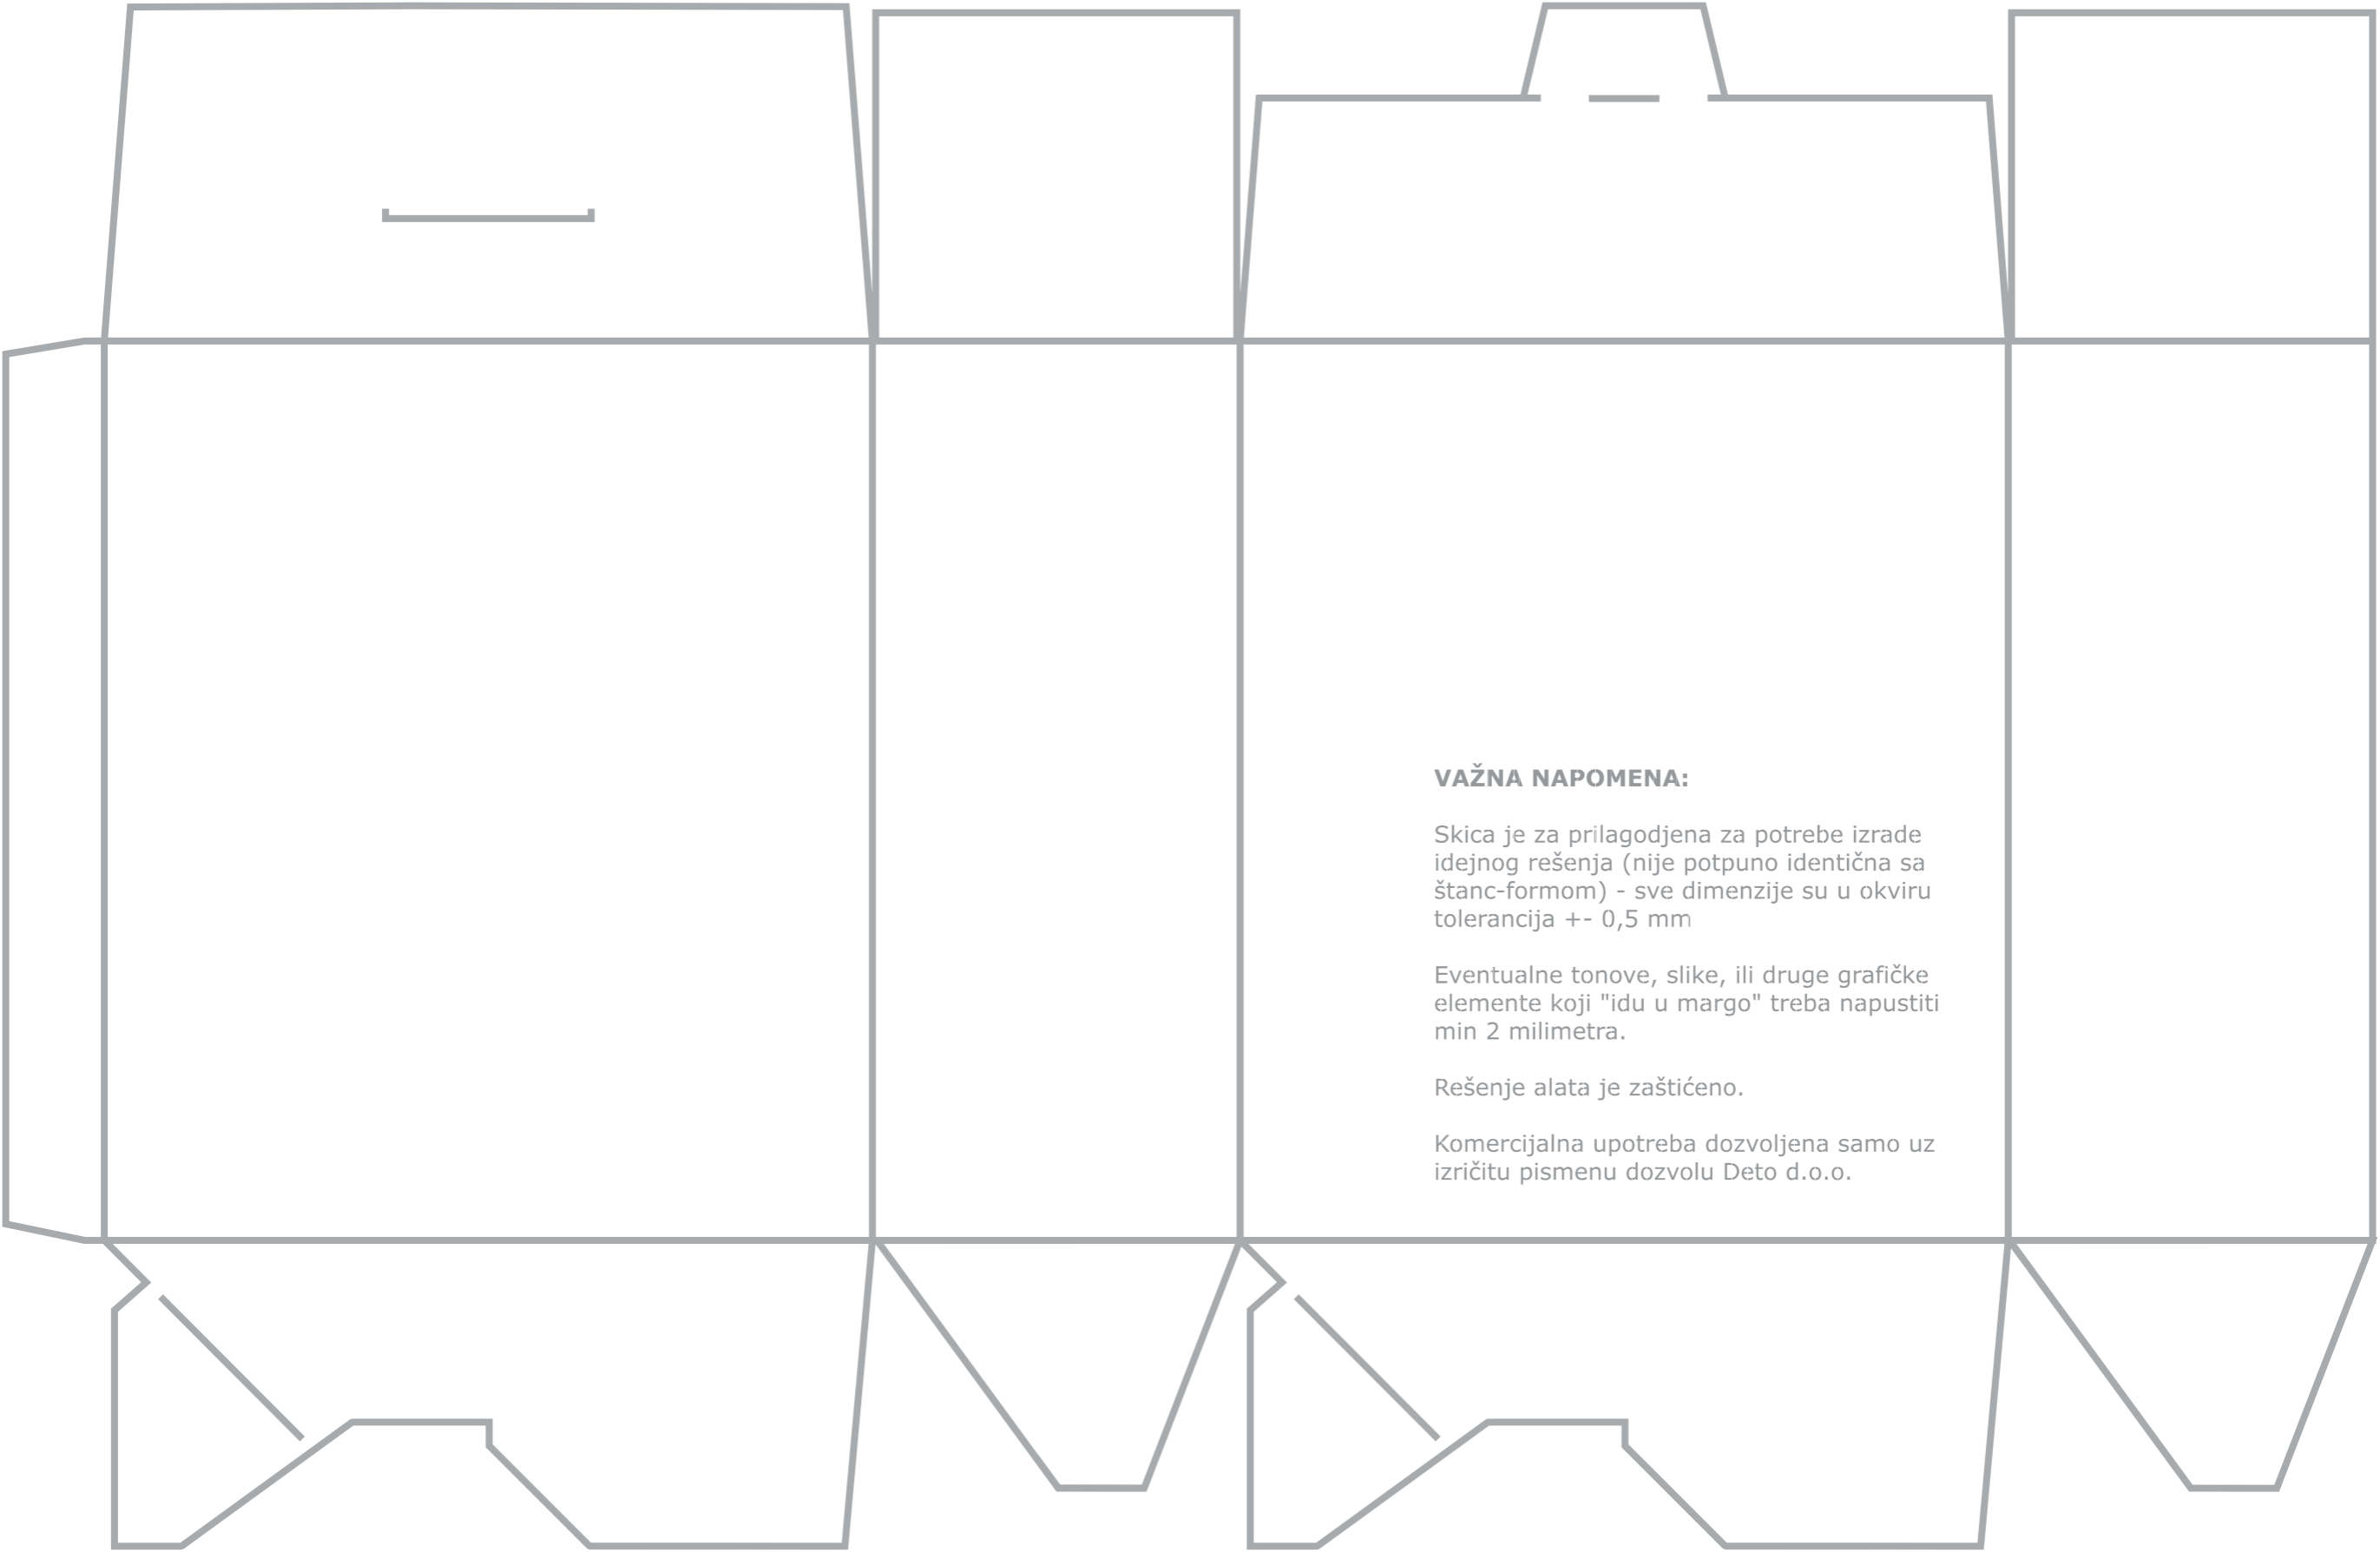 VAŽNA NAPOMENA:
Skica je za prilagodjena za potrebe izrade
idejnog rešenja (nije potpuno identična sa
štanc-formom) - sve dimenzije su u okviru
tolerancija +- 0,5 mm
Eventualne tonove, slike, ili druge grafičke
elemente koji "idu u margo" treba napustiti
min 2 milimetra.
Rešenje alata je zaštićeno.
Komercijalna upotreba dozvoljena samo uz
izričitu pismenu dozvolu Deto d.o.o.